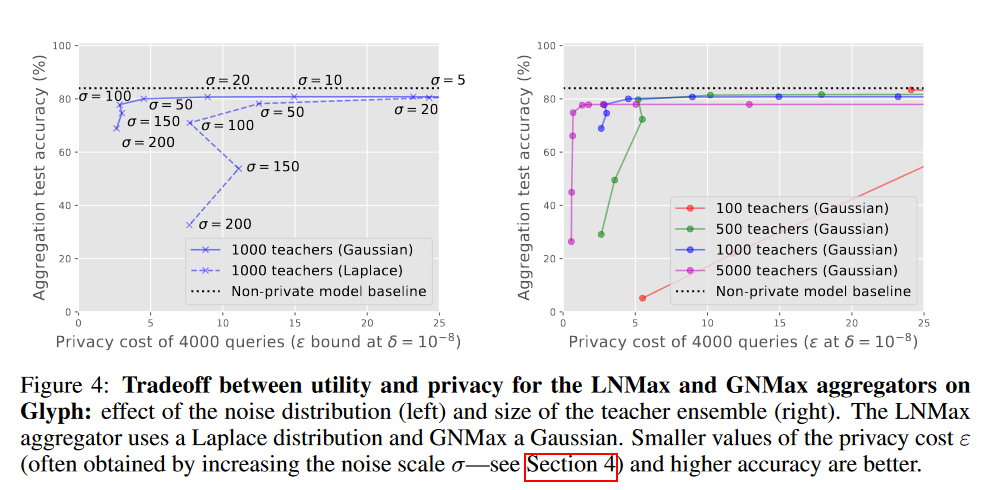 100
80
60
40
20
0
0
5
10
15
20
25
Aggregation test accuracy (%)
Privacy cost of 4000 queries (ε bound at δ = 10⁻⁸)
σ = 20
σ = 10
σ = 5
σ = 100
σ = 50
σ = 150
σ = 200
σ = 50
σ = 20
σ = 100
σ = 150
σ = 200
1000 teachers (Gaussian)
1000 teachers (Laplace)
Non-private model baseline
100
80
60
40
20
0
0
5
10
15
20
25
Aggregation test accuracy (%)
Privacy cost of 4000 queries (ε at δ = 10⁻⁸)
100 teachers (Gaussian)
500 teachers (Gaussian)
1000 teachers (Gaussian)
5000 teachers (Gaussian)
Non-private model baseline
Figure 4: Tradeoff between utility and privacy for the LNMax and GNMax aggregators on
Glyph: effect of the noise distribution (left) and size of the teacher ensemble (right). The LNMax
aggregator uses a Laplace distribution and GNMax a Gaussian. Smaller values of the privacy cost ε
(often obtained by increasing the noise scale σ—see Section 4) and higher accuracy are better.